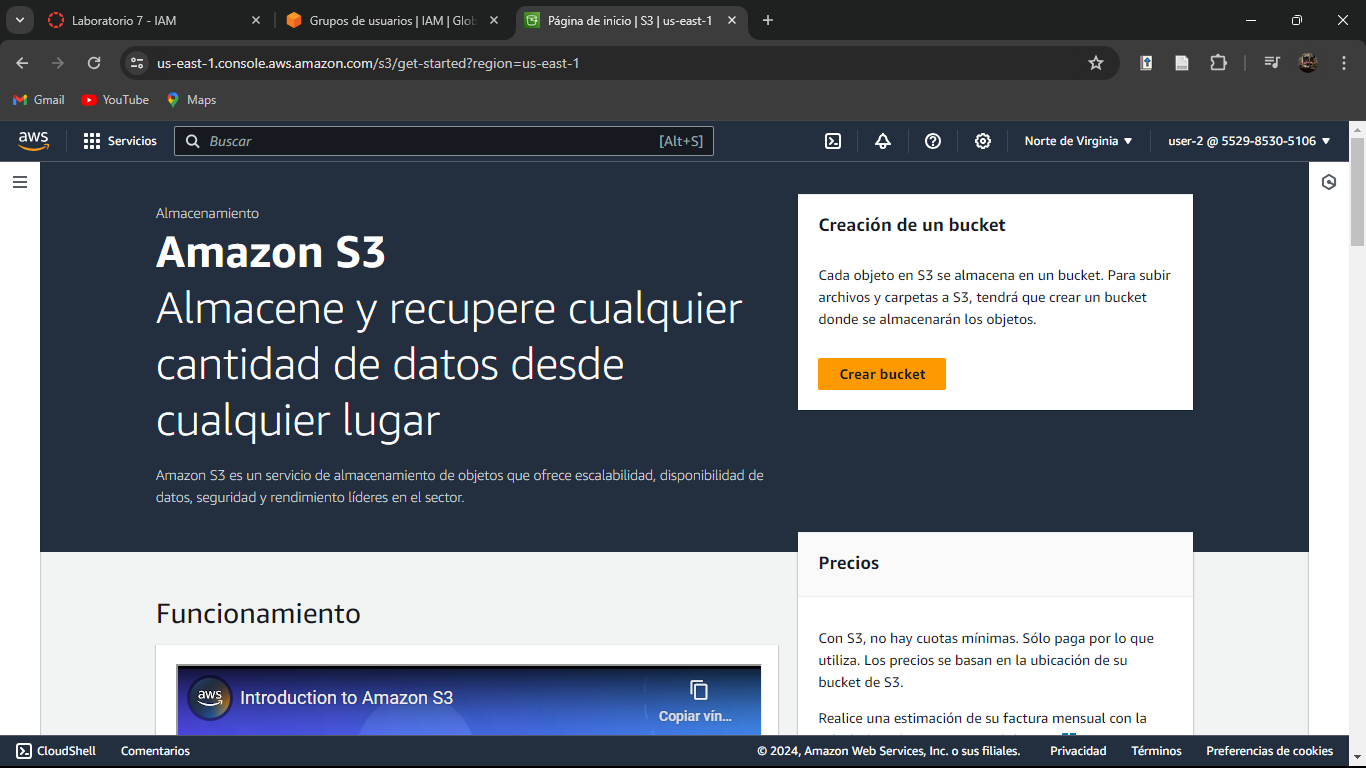 Laboratorio 7 - IAM
Grupos de usuarios | IAM | Glob
Página de inicio | S3 | us-east-1
us-east-1.console.aws.amazon.com/s3/get-started?region=us-east-1
Gmail
YouTube
Maps
aws
Servicios
Buscar
[Alt+S]
Norte de Virginia
user-2 @ 5529-8530-5106
Almacenamiento
Amazon S3
Almacene y recupere cualquier
cantidad de datos desde
cualquier lugar
Amazon S3 es un servicio de almacenamiento de objetos que ofrece escalabilidad, disponibilidad de
datos, seguridad y rendimiento líderes en el sector.
Creación de un bucket
Cada objeto en S3 se almacena en un bucket. Para subir
archivos y carpetas a S3, tendrá que crear un bucket
donde se almacenarán los objetos.
Crear bucket
Funcionamiento
aws
Introduction to Amazon S3
Copiar vín...
Precios
Con S3, no hay cuotas mínimas. Sólo paga por lo que
utiliza. Los precios se basan en la ubicación de su
bucket de S3.
Realice una estimación de su factura mensual con la
CloudShell
Comentarios
© 2024, Amazon Web Services, Inc. o sus filiales.
Privacidad
Términos
Preferencias de cookies